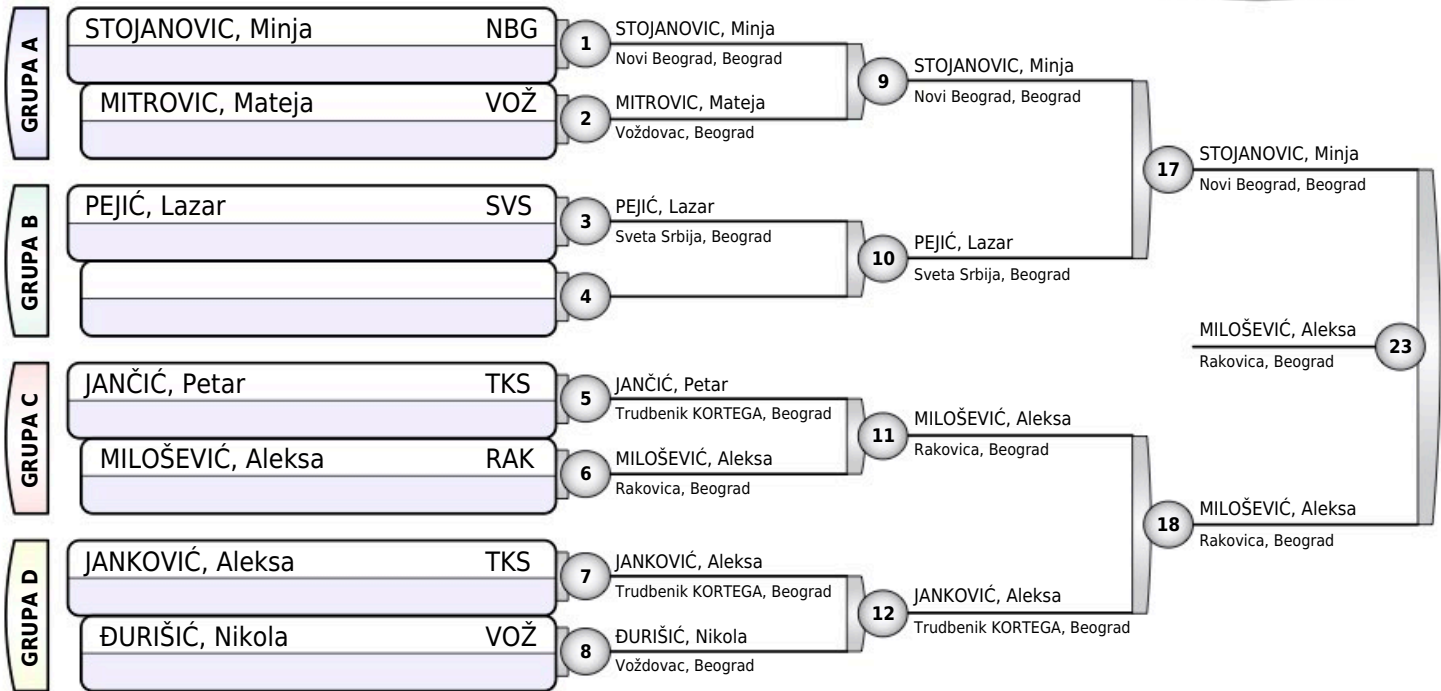 GRUPA A
STOJANOVIC, Minja NBG
MITROVIC, Mateja VOŽ
GRUPA B
PEJIĆ, Lazar SVS
GRUPA C
JANČIĆ, Petar TKS
MILOŠEVIĆ, Aleksa RAK
GRUPA D
JANKOVIĆ, Aleksa TKS
ĐURIŠIĆ, Nikola VOŽ
1
STOJANOVIC, Minja
Novi Beograd, Beograd
2
MITROVIC, Mateja
Voždovac, Beograd
3
PEJIĆ, Lazar
Sveta Srbija, Beograd
4
5
JANČIĆ, Petar
Trudbenik KORTEGA, Beograd
6
MILOŠEVIĆ, Aleksa
Rakovica, Beograd
7
JANKOVIĆ, Aleksa
Trudbenik KORTEGA, Beograd
8
ĐURIŠIĆ, Nikola
Voždovac, Beograd
9
STOJANOVIC, Minja
Novi Beograd, Beograd
10
PEJIĆ, Lazar
Sveta Srbija, Beograd
11
MILOŠEVIĆ, Aleksa
Rakovica, Beograd
12
JANKOVIĆ, Aleksa
Trudbenik KORTEGA, Beograd
17
STOJANOVIC, Minja
Novi Beograd, Beograd
18
MILOŠEVIĆ, Aleksa
Rakovica, Beograd
MILOŠEVIĆ, Aleksa
Rakovica, Beograd
23